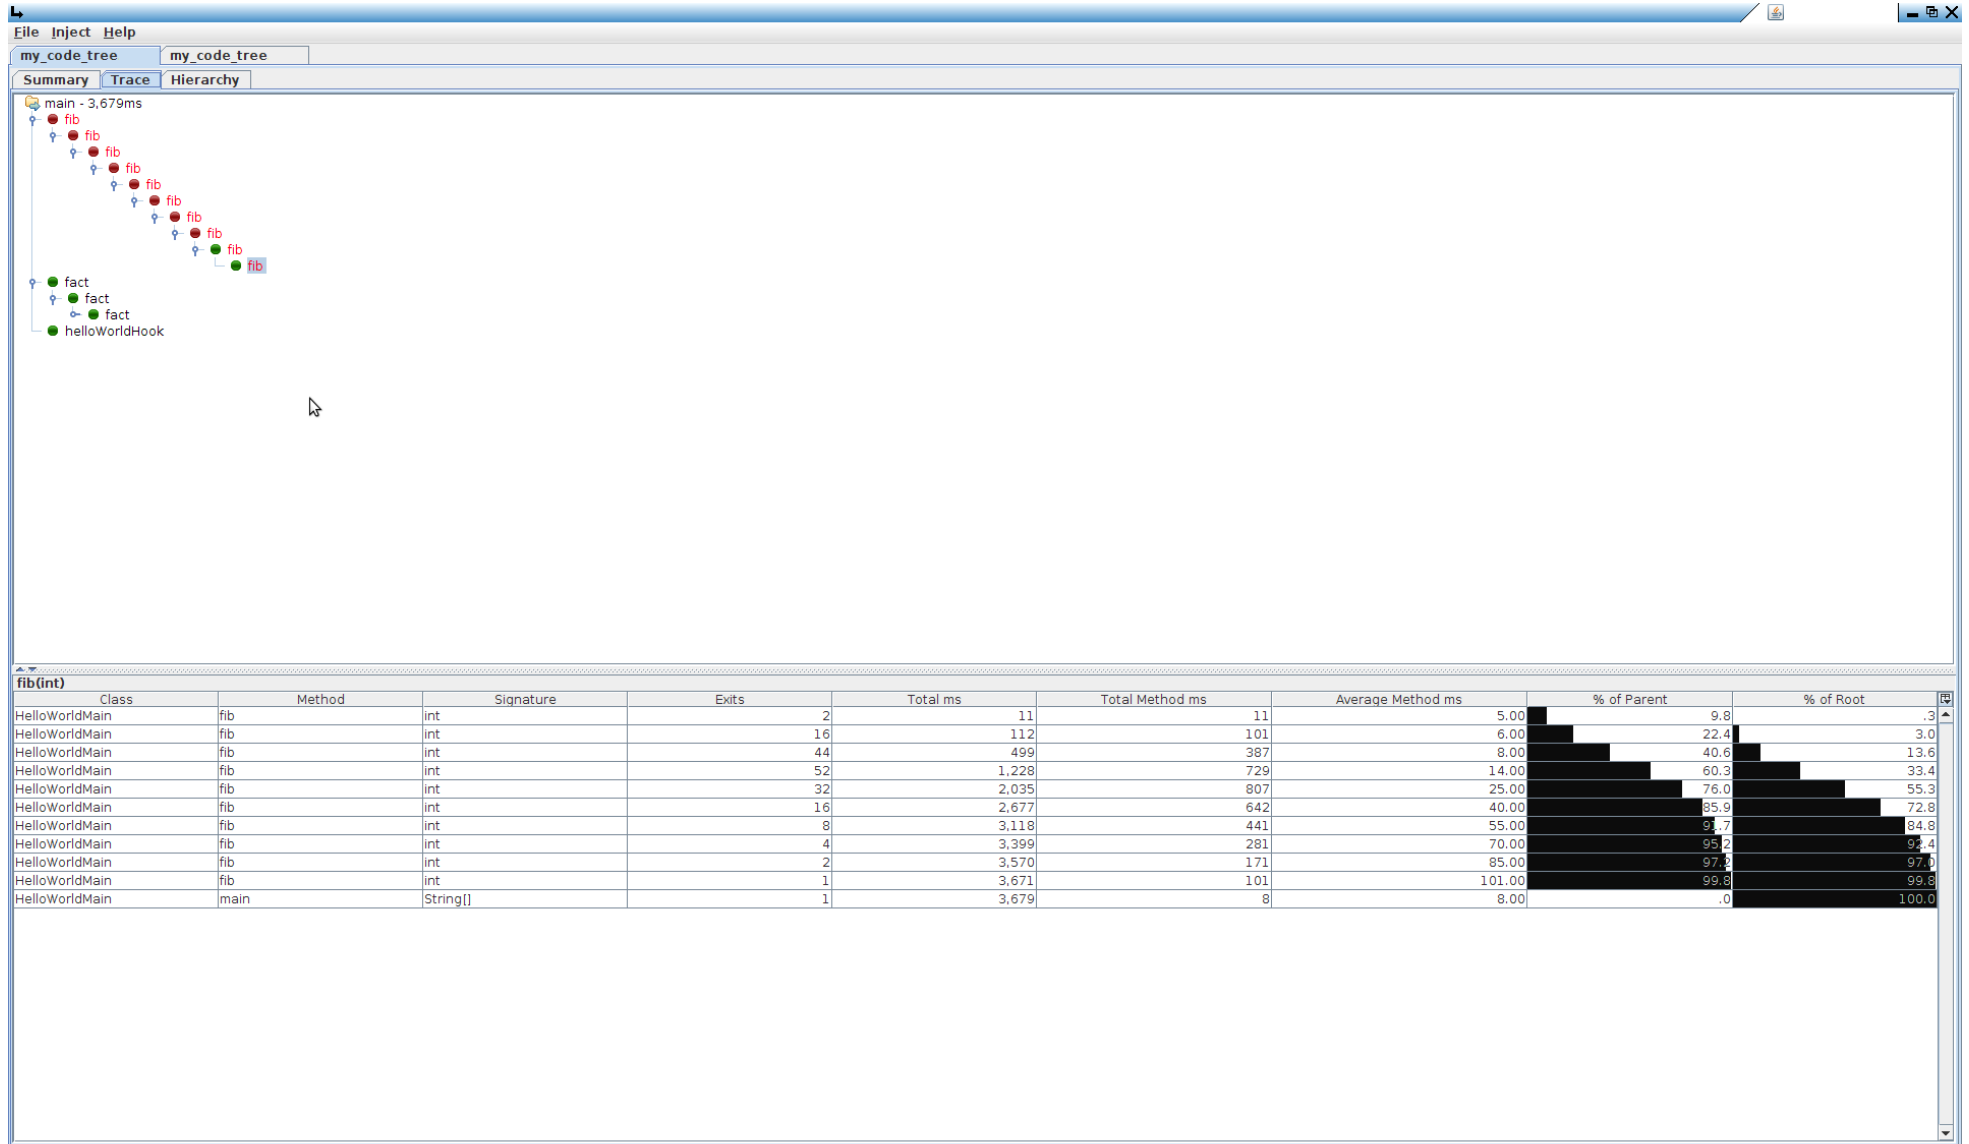 File Inject Help
my_code_tree my_code_tree
Summary Trace Hierarchy
main - 3,679ms
fib
fib
fib
fib
fib
fib
fib
fib
fib
fib
fact
fact
fact
helloWorldHook
fib(int)
Class Method Signature Exits Total ms Total Method ms Average Method ms % of Parent % of Root
HelloWorldMain fib int 2 11 11 5.00 9.8 .3
HelloWorldMain fib int 16 112 101 6.00 22.4 3.0
HelloWorldMain fib int 44 499 387 8.00 40.6 13.6
HelloWorldMain fib int 52 1,228 729 14.00 60.3 33.4
HelloWorldMain fib int 32 2,035 807 25.00 76.0 55.3
HelloWorldMain fib int 16 2,677 642 40.00 85.9 72.8
HelloWorldMain fib int 8 3,118 441 55.00 91.7 84.8
HelloWorldMain fib int 4 3,399 281 70.00 95.2 92.4
HelloWorldMain fib int 2 3,570 171 85.00 97.2 97.0
HelloWorldMain fib int 1 3,671 101 101.00 99.8 99.8
HelloWorldMain main String[] 1 3,679 8 8.00 .0 100.0